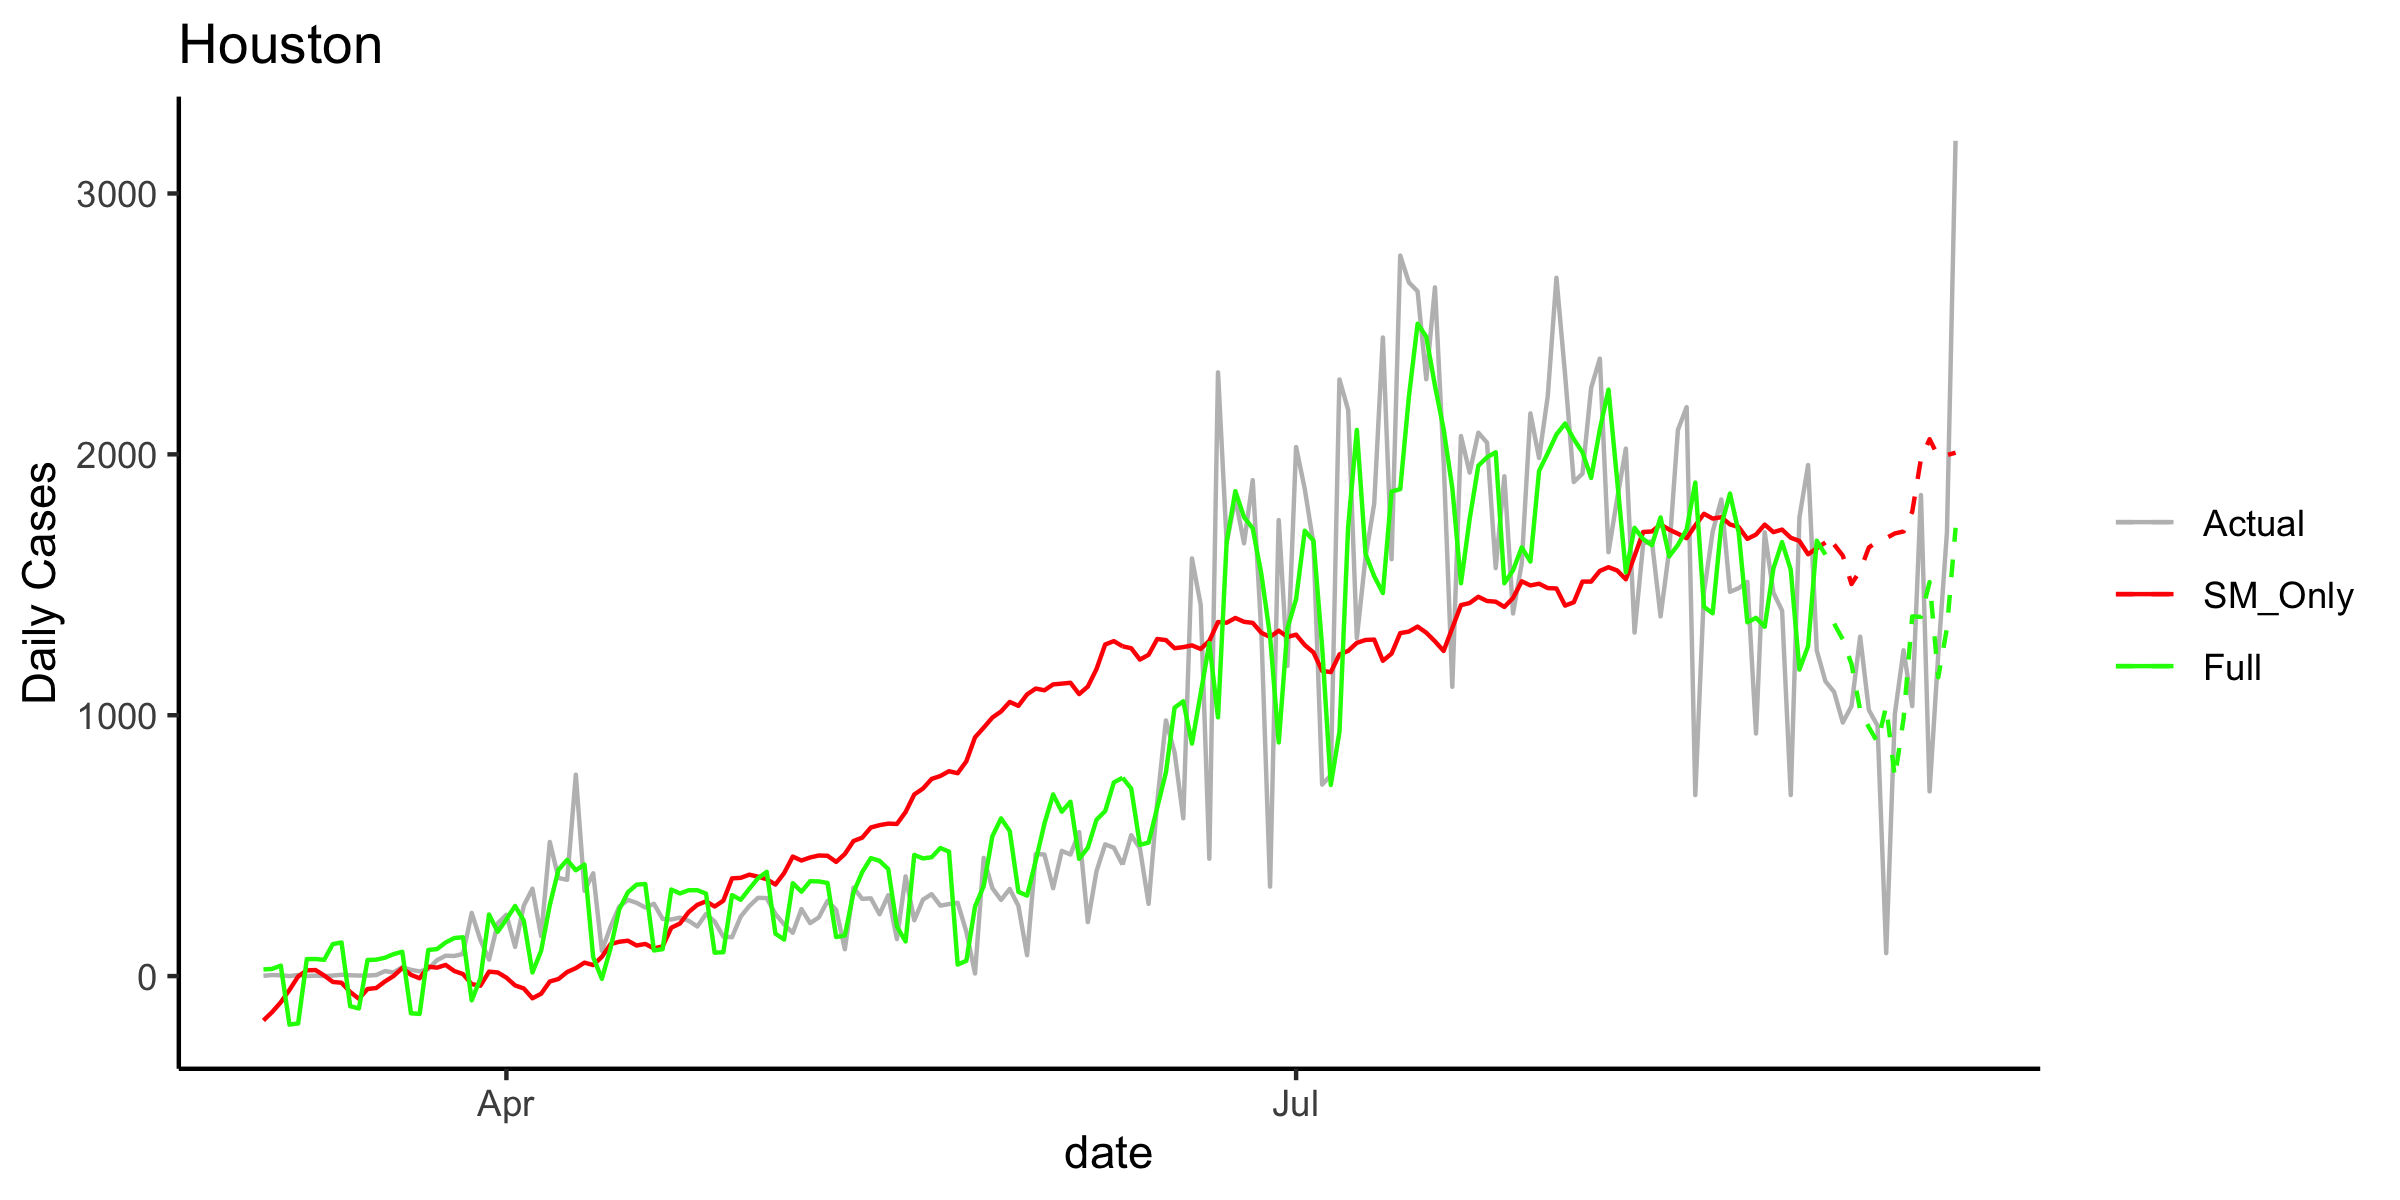 Houston
Daily Cases
3000
2000
1000
0
Apr
Jul
date
Actual
SM_Only
Full